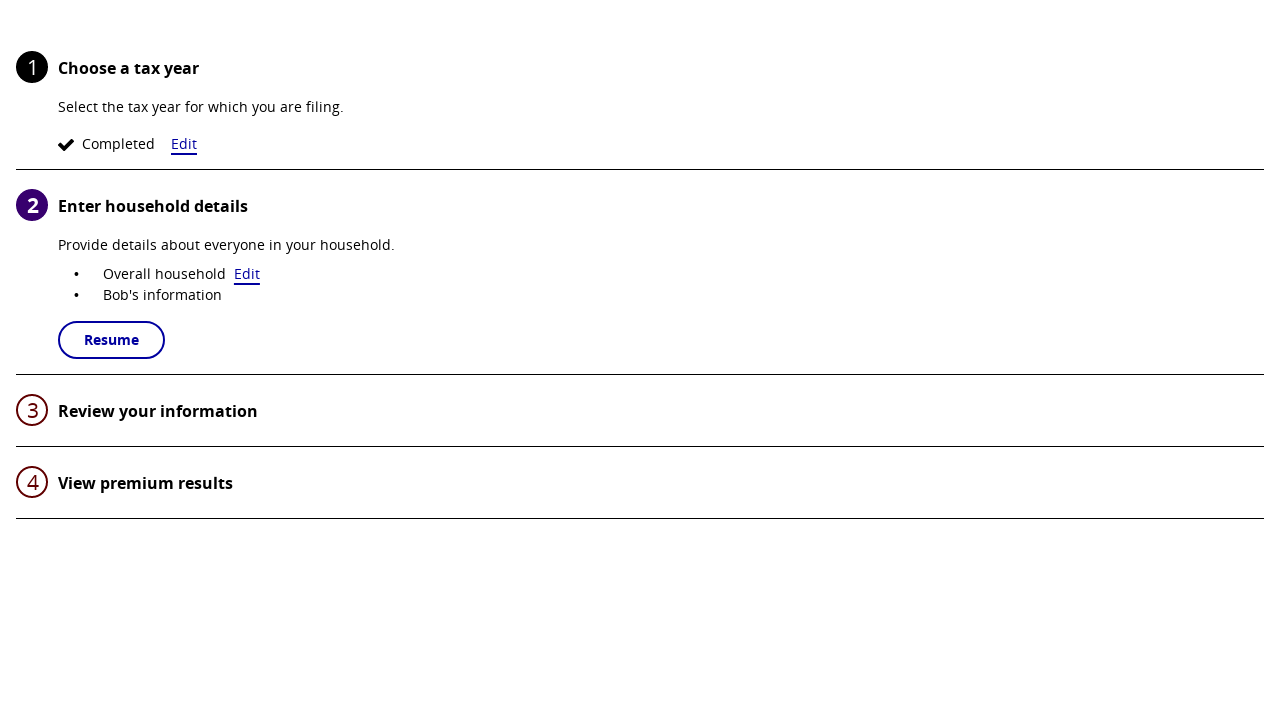 1 Choose a tax year
Select the tax year for which you are filing.
Completed Edit
2 Enter household details
Provide details about everyone in your household.
• Overall household Edit
• Bob's information
Resume
3 Review your information
4 View premium results